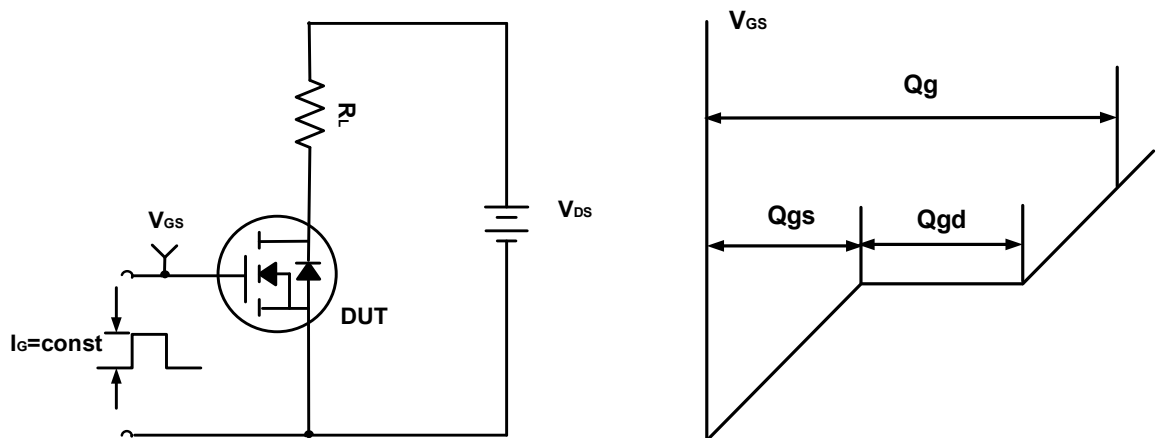 RL
VGS
VDS
DUT
IG=const
VGS
Qg
Qgs
Qgd